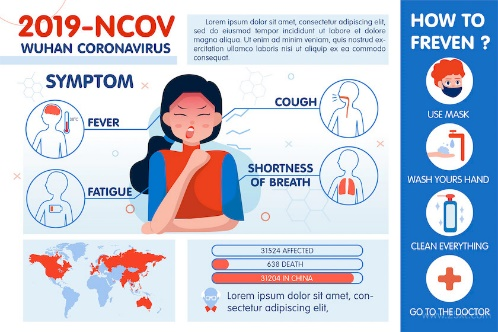 2019-NCOV
WUHAN CORONAVIRUS
Lorem ipsum dolor sit amet, consectetur adipiscing elit,
sed do eiusmod tempor incididunt ut labore et dolore
magna aliqua. Ut enim ad minim veniam, quis nostrud ex-
ercitation ullamco laboris nisi ut aliquip ex ea commodo
consequat.
SYMPTOM
FEVER
FATIGUE
COUGH
SHORTNESS
OF BREATH
31524 AFFECTED
638 DEATH
31204 IN CHINA
Lorem ipsum dolor sit amet, con-
sectetur adipiscing elit,
HOW TO
FREVEN ?
USE MASK
WASH YOURS HAND
CLEAN EVERYTHING
GO TO THE DOCTOR